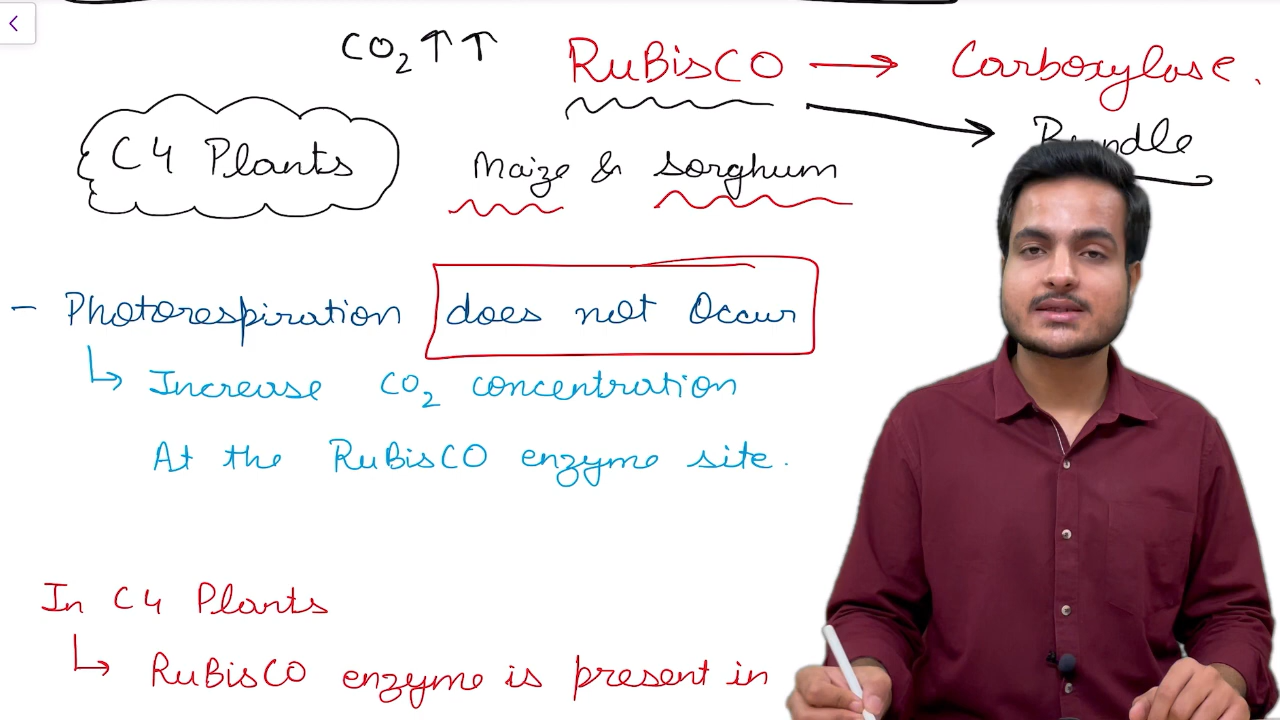 CO2↑↑ RuBisCO → Carboxylase.
Bundle
C4 Plants Maize & Sorghum
- Photorespiration does not Occur
↳ Increase CO2 concentration
At the RuBisCO enzyme site.
In C4 Plants
↳ RuBisCO enzyme is present in